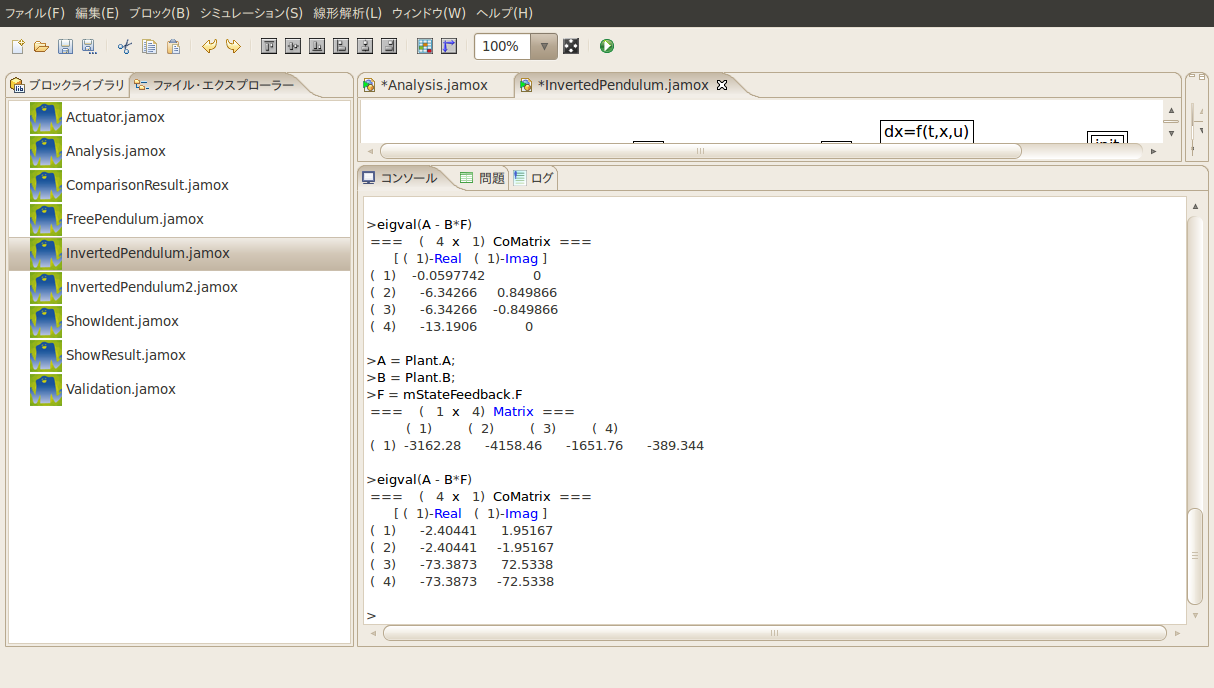 ファイル(F) 編集(E) ブロック(B) シミュレーション(S) 線形解析(L) ウィンドウ(W) ヘルプ(H)
100%
ブロックライブラリ ファイル・エクスプローラー
Actuator.jamox
Analysis.jamox
ComparisonResult.jamox
FreePendulum.jamox
InvertedPendulum.jamox
InvertedPendulum2.jamox
ShowIdent.jamox
ShowResult.jamox
Validation.jamox
*Analysis.jamox *InvertedPendulum.jamox
dx=f(t,x,u)
init
コンソール 問題 ログ
>eigval(A - B*F)
=== ( 4 x 1) CoMatrix ===
[ ( 1)-Real ( 1)-Imag ]
( 1) -0.0597742 0
( 2) -6.34266 0.849866
( 3) -6.34266 -0.849866
( 4) -13.1906 0
>A = Plant.A;
>B = Plant.B;
>F = mStateFeedback.F
=== ( 1 x 4) Matrix ===
( 1) ( 2) ( 3) ( 4)
( 1) -3162.28 -4158.46 -1651.76 -389.344
>eigval(A - B*F)
=== ( 4 x 1) CoMatrix ===
[ ( 1)-Real ( 1)-Imag ]
( 1) -2.40441 1.95167
( 2) -2.40441 -1.95167
( 3) -73.3873 72.5338
( 4) -73.3873 -72.5338
>